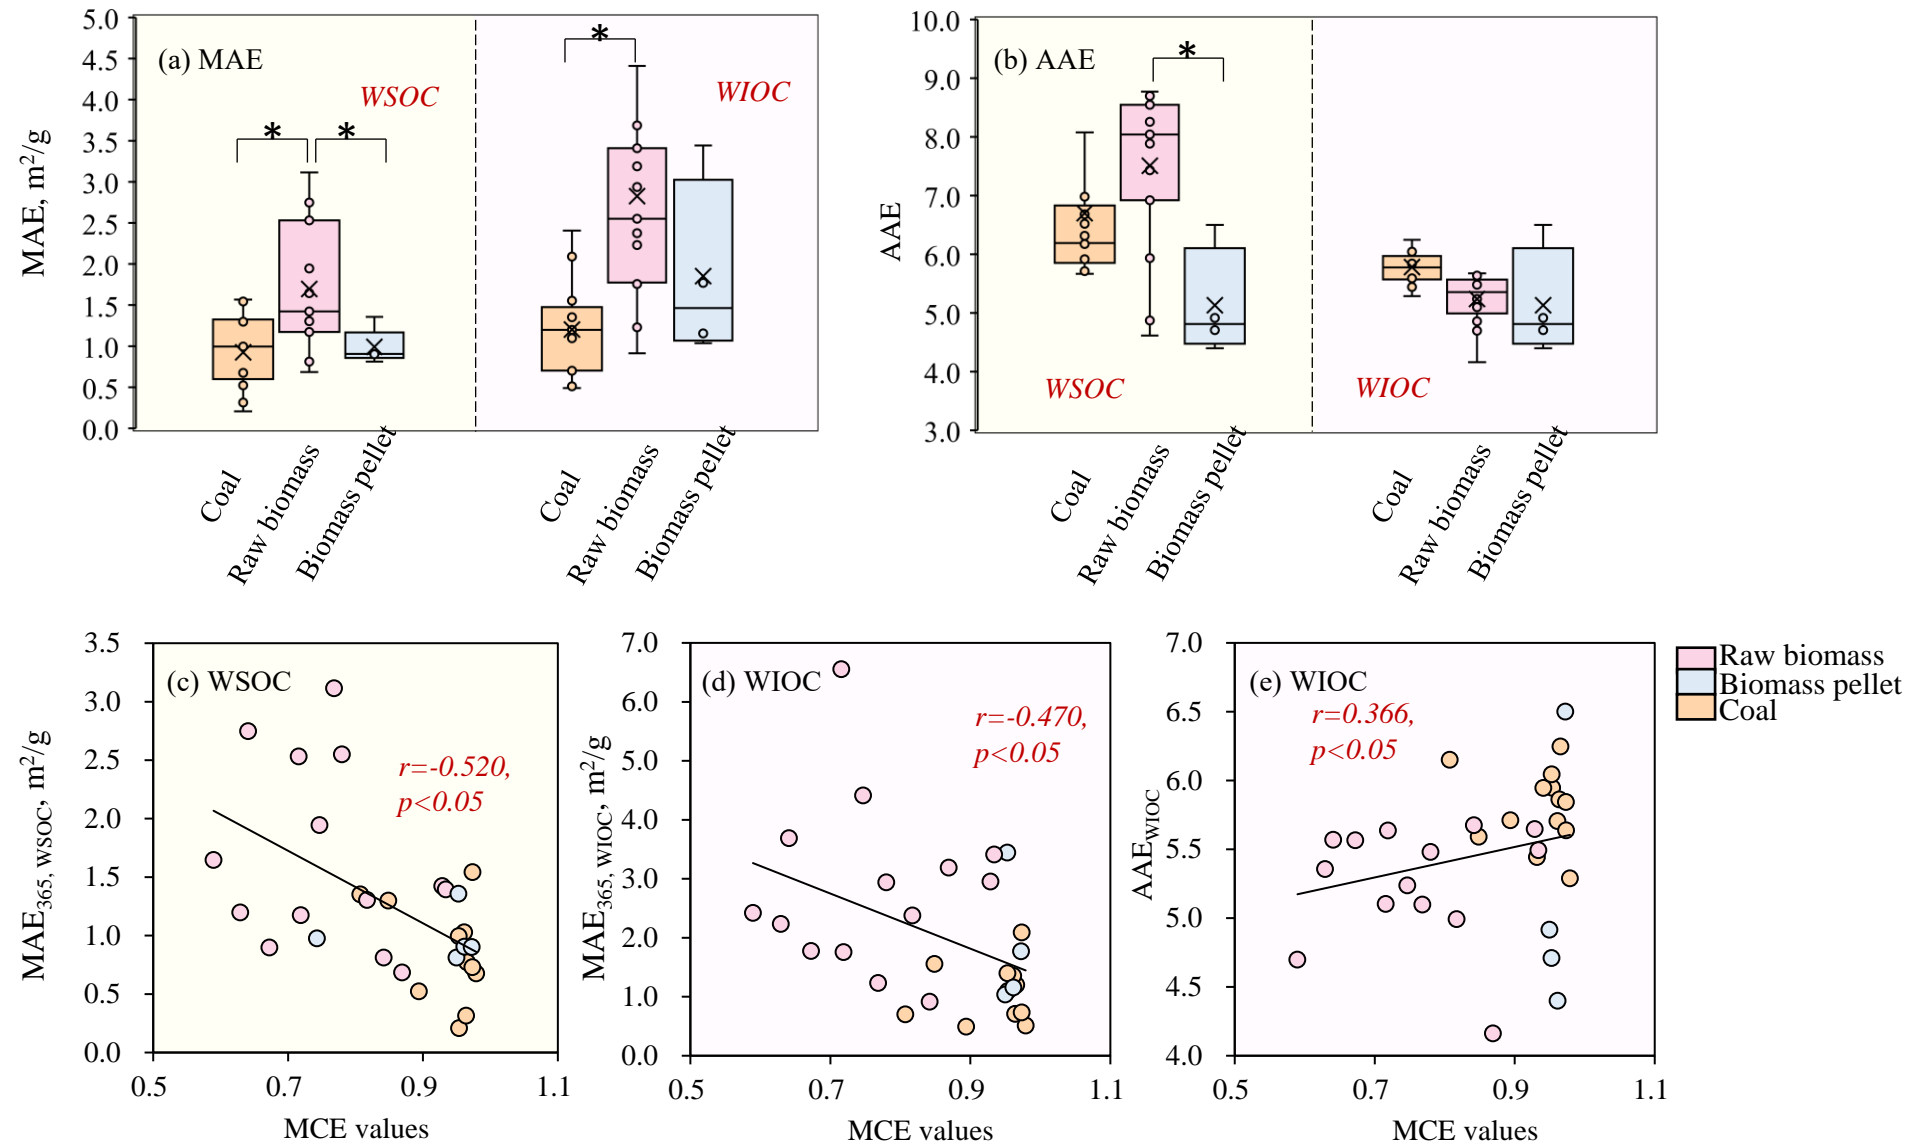 5.0
4.5
4.0
3.5
3.0
2.5
2.0
1.5
1.0
0.5
0.0
MAE, m²/g
(a) MAE
WSOC
WIOC
*
*
*
Coal
Raw biomass
Biomass pellet
Coal
Raw biomass
Biomass pellet
10.0
9.0
8.0
7.0
6.0
5.0
4.0
3.0
AAE
(b) AAE
*
WSOC
WIOC
Coal
Raw biomass
Biomass pellet
Coal
Raw biomass
Biomass pellet
3.5
3.0
2.5
2.0
1.5
1.0
0.5
0.0
MAE365, WSOC, m²/g
(c) WSOC
r=-0.520,
p<0.05
0.5 0.7 0.9 1.1
MCE values
7.0
6.0
5.0
4.0
3.0
2.0
1.0
0.0
MAE365, WIOC, m²/g
(d) WIOC
r=-0.470,
p<0.05
0.5 0.7 0.9 1.1
MCE values
7.0
6.5
6.0
5.5
5.0
4.5
4.0
AAEWIOC
(e) WIOC
r=0.366,
p<0.05
0.5 0.7 0.9 1.1
MCE values
Raw biomass
Biomass pellet
Coal